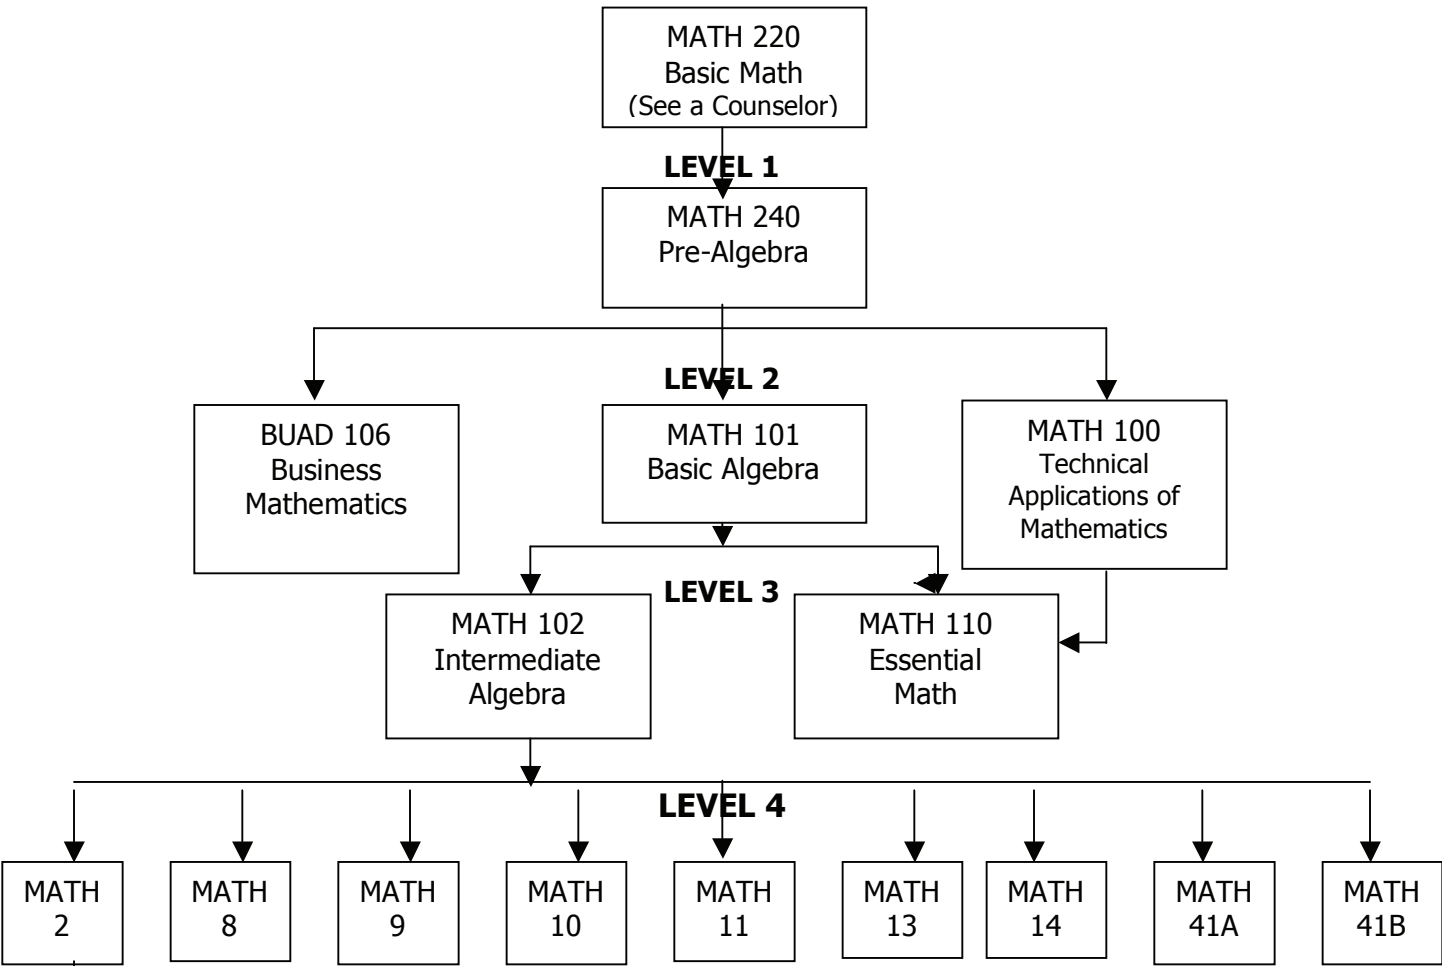 MATH 220
Basic Math
(See a Counselor)
LEVEL 1
MATH 240
Pre-Algebra
LEVEL 2
BUAD 106
Business
Mathematics
MATH 101
Basic Algebra
MATH 100
Technical
Applications of
Mathematics
LEVEL 3
MATH 102
Intermediate
Algebra
MATH 110
Essential
Math
LEVEL 4
MATH
2
MATH
8
MATH
9
MATH
10
MATH
11
MATH
13
MATH
14
MATH
41A
MATH
41B